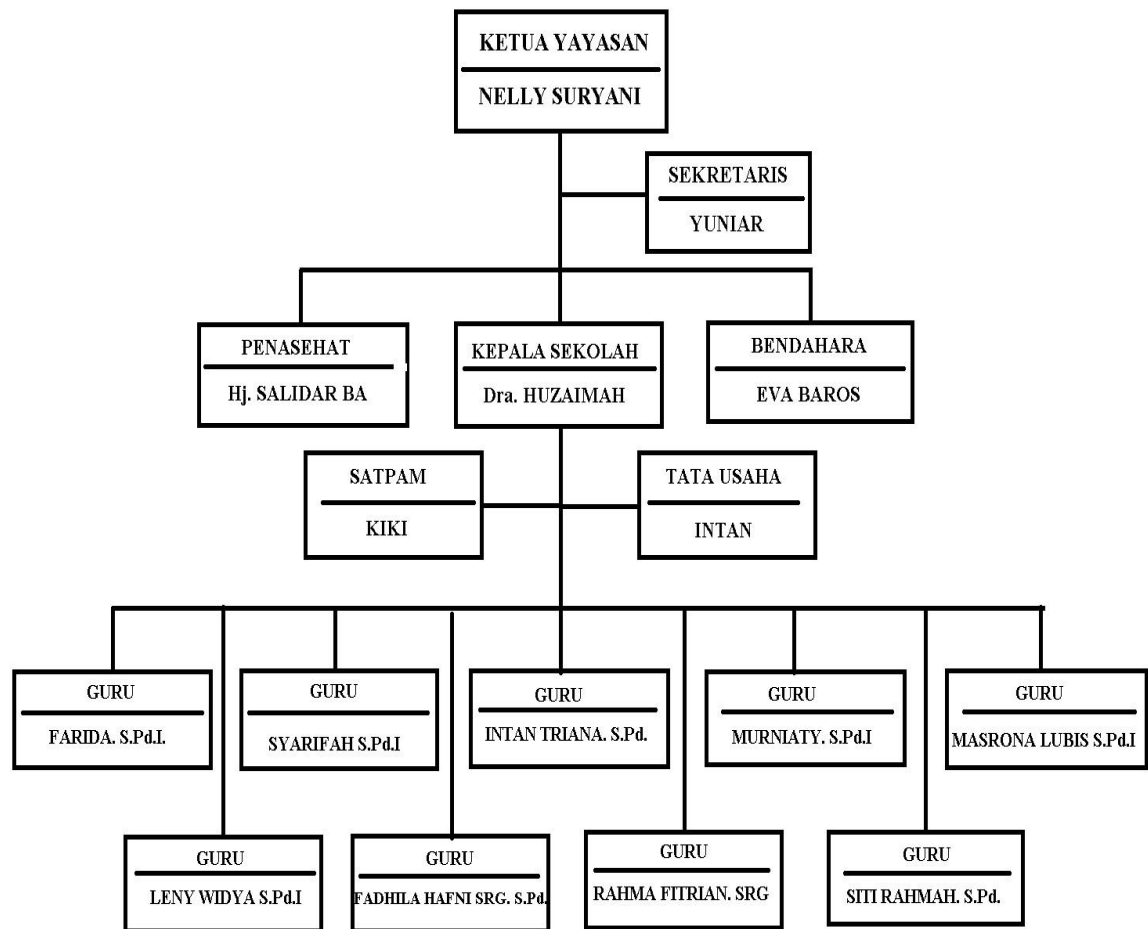 KETUA YAYASAN
NELLY SURYANI
SEKRETARIS
YUNIAR
PENASEHAT
Hj. SALIDAR BA
KEPALA SEKOLAH
Dra. HUZAIMAH
BENDAHARA
EVA BAROS
SATPAM
KIKI
TATA USAHA
INTAN
GURU
FARIDA. S.Pd.I.
GURU
SYARIFAH S.Pd.I
GURU
INTAN TRIANA. S.Pd.
GURU
MURNIATY. S.Pd.I
GURU
MASRONA LUBIS S.Pd.I
GURU
LENY WIDYA S.Pd.I
GURU
FADHILA HAFNI SRG. S.Pd.
GURU
RAHMA FITRIAN. SRG
GURU
SITI RAHMAH. S.Pd.